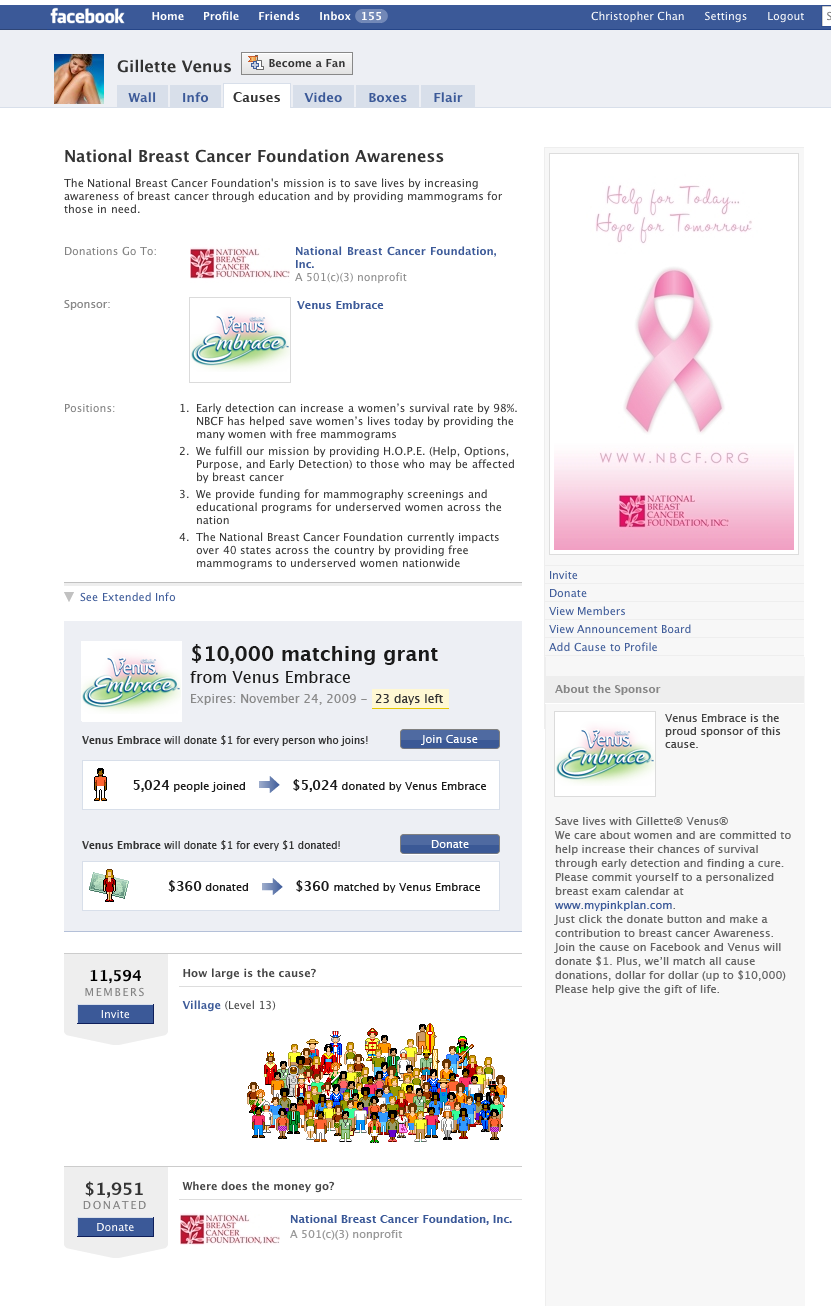 facebook Home Profile Friends Inbox 155 Christopher Chan Settings Logout
Gillette Venus Become a Fan
Wall Info Causes Video Boxes Flair
National Breast Cancer Foundation Awareness
The National Breast Cancer Foundation's mission is to save lives by increasing
awareness of breast cancer through education and by providing mammograms for
those in need.
Donations Go To:
NATIONAL
BREAST
CANCER
FOUNDATION, INC.
National Breast Cancer Foundation,
Inc.
A 501(c)(3) nonprofit
Sponsor:
Venus.
Embrace
Venus Embrace
Positions:
1. Early detection can increase a women's survival rate by 98%.
NBCF has helped save women's lives today by providing the
many women with free mammograms
2. We fulfill our mission by providing H.O.P.E. (Help, Options,
Purpose, and Early Detection) to those who may be affected
by breast cancer
3. We provide funding for mammography screenings and
educational programs for underserved women across the
nation
4. The National Breast Cancer Foundation currently impacts
over 40 states across the country by providing free
mammograms to underserved women nationwide
See Extended Info
Venus.
Embrace
$10,000 matching grant
from Venus Embrace
Expires: November 24, 2009 – 23 days left
Venus Embrace will donate $1 for every person who joins! Join Cause
5,024 people joined $5,024 donated by Venus Embrace
Venus Embrace will donate $1 for every $1 donated! Donate
$360 donated $360 matched by Venus Embrace
11,594
MEMBERS
Invite
How large is the cause?
Village (Level 13)
$1,951
DONATED
Donate
Where does the money go?
NATIONAL
BREAST
CANCER
FOUNDATION, INC.
National Breast Cancer Foundation, Inc.
A 501(c)(3) nonprofit
Help for Today...
Hope for Tomorrow
WWW.NBCF.ORG
NATIONAL
BREAST
CANCER
FOUNDATION, INC.
Invite
Donate
View Members
View Announcement Board
Add Cause to Profile
About the Sponsor
Venus.
Embrace
Venus Embrace is the
proud sponsor of this
cause.
Save lives with Gillette® Venus®
We care about women and are committed to
help increase their chances of survival
through early detection and finding a cure.
Please commit yourself to a personalized
breast exam calendar at
www.mypinkplan.com.
Just click the donate button and make a
contribution to breast cancer Awareness.
Join the cause on Facebook and Venus will
donate $1. Plus, we'll match all cause
donations, dollar for dollar (up to $10,000)
Please help give the gift of life.